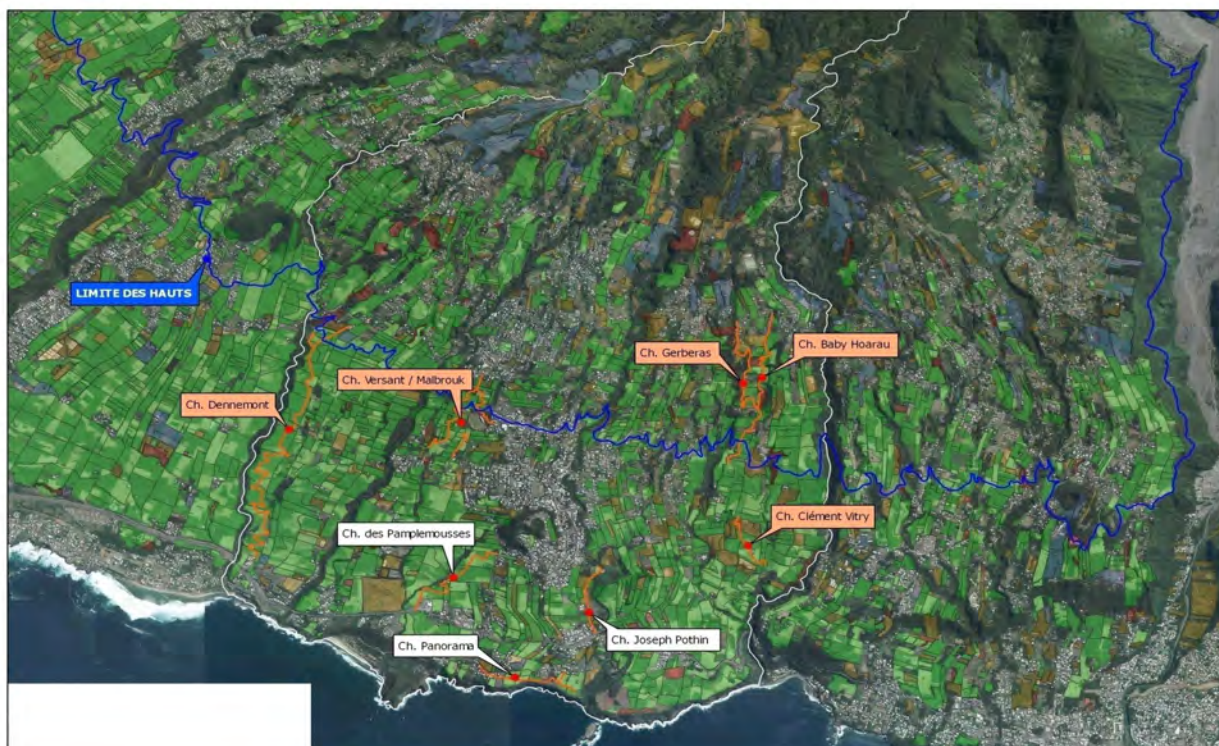 LIMITE DES HAUTS
Ch. Gerberas
Ch. Baby Hoarau
Ch. Versant / Malbrouk
Ch. Dennemont
Ch. Clément Vitry
Ch. des Pamplemousses
Ch. Joseph Pothin
Ch. Panorama